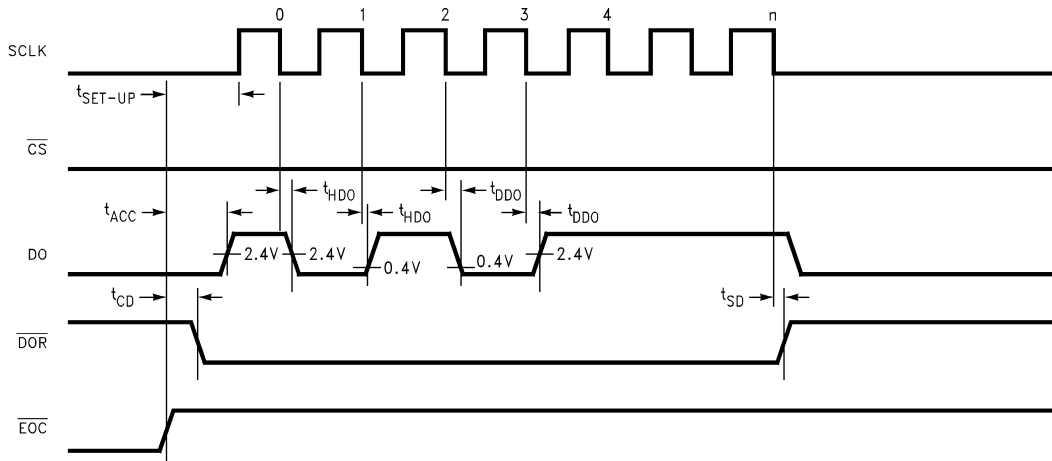 0 1 2 3 4 n
SCLK
tSET-UP
CS
tHDO tDDO
tACC tHDO tDDO
DO 2.4V 2.4V 0.4V 0.4V 2.4V
tCD tSD
DOR
EOC